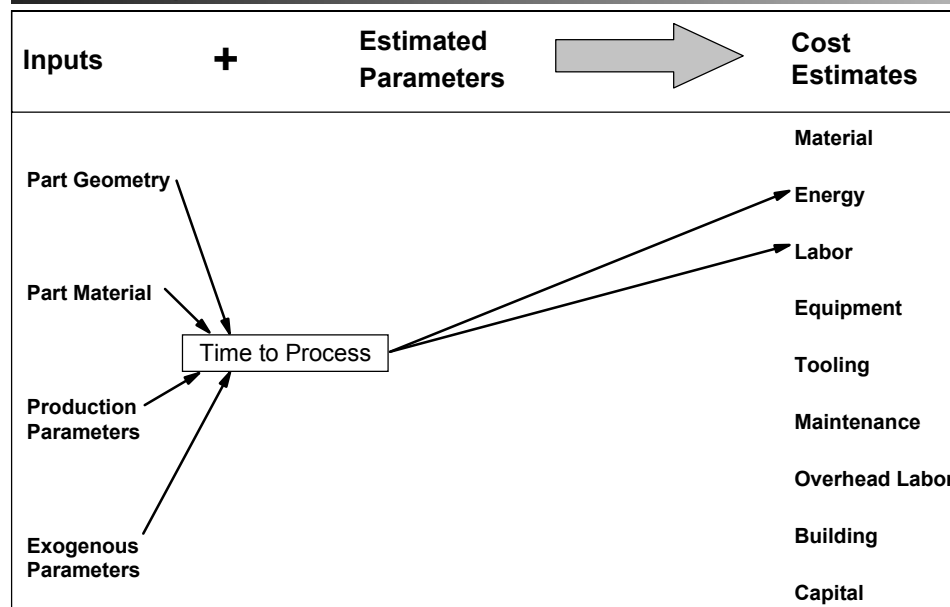 Inputs + Estimated Parameters Cost Estimates
Part Geometry
Part Material
Production
Parameters
Exogenous
Parameters
Time to Process
Material
Energy
Labor
Equipment
Tooling
Maintenance
Overhead Labor
Building
Capital